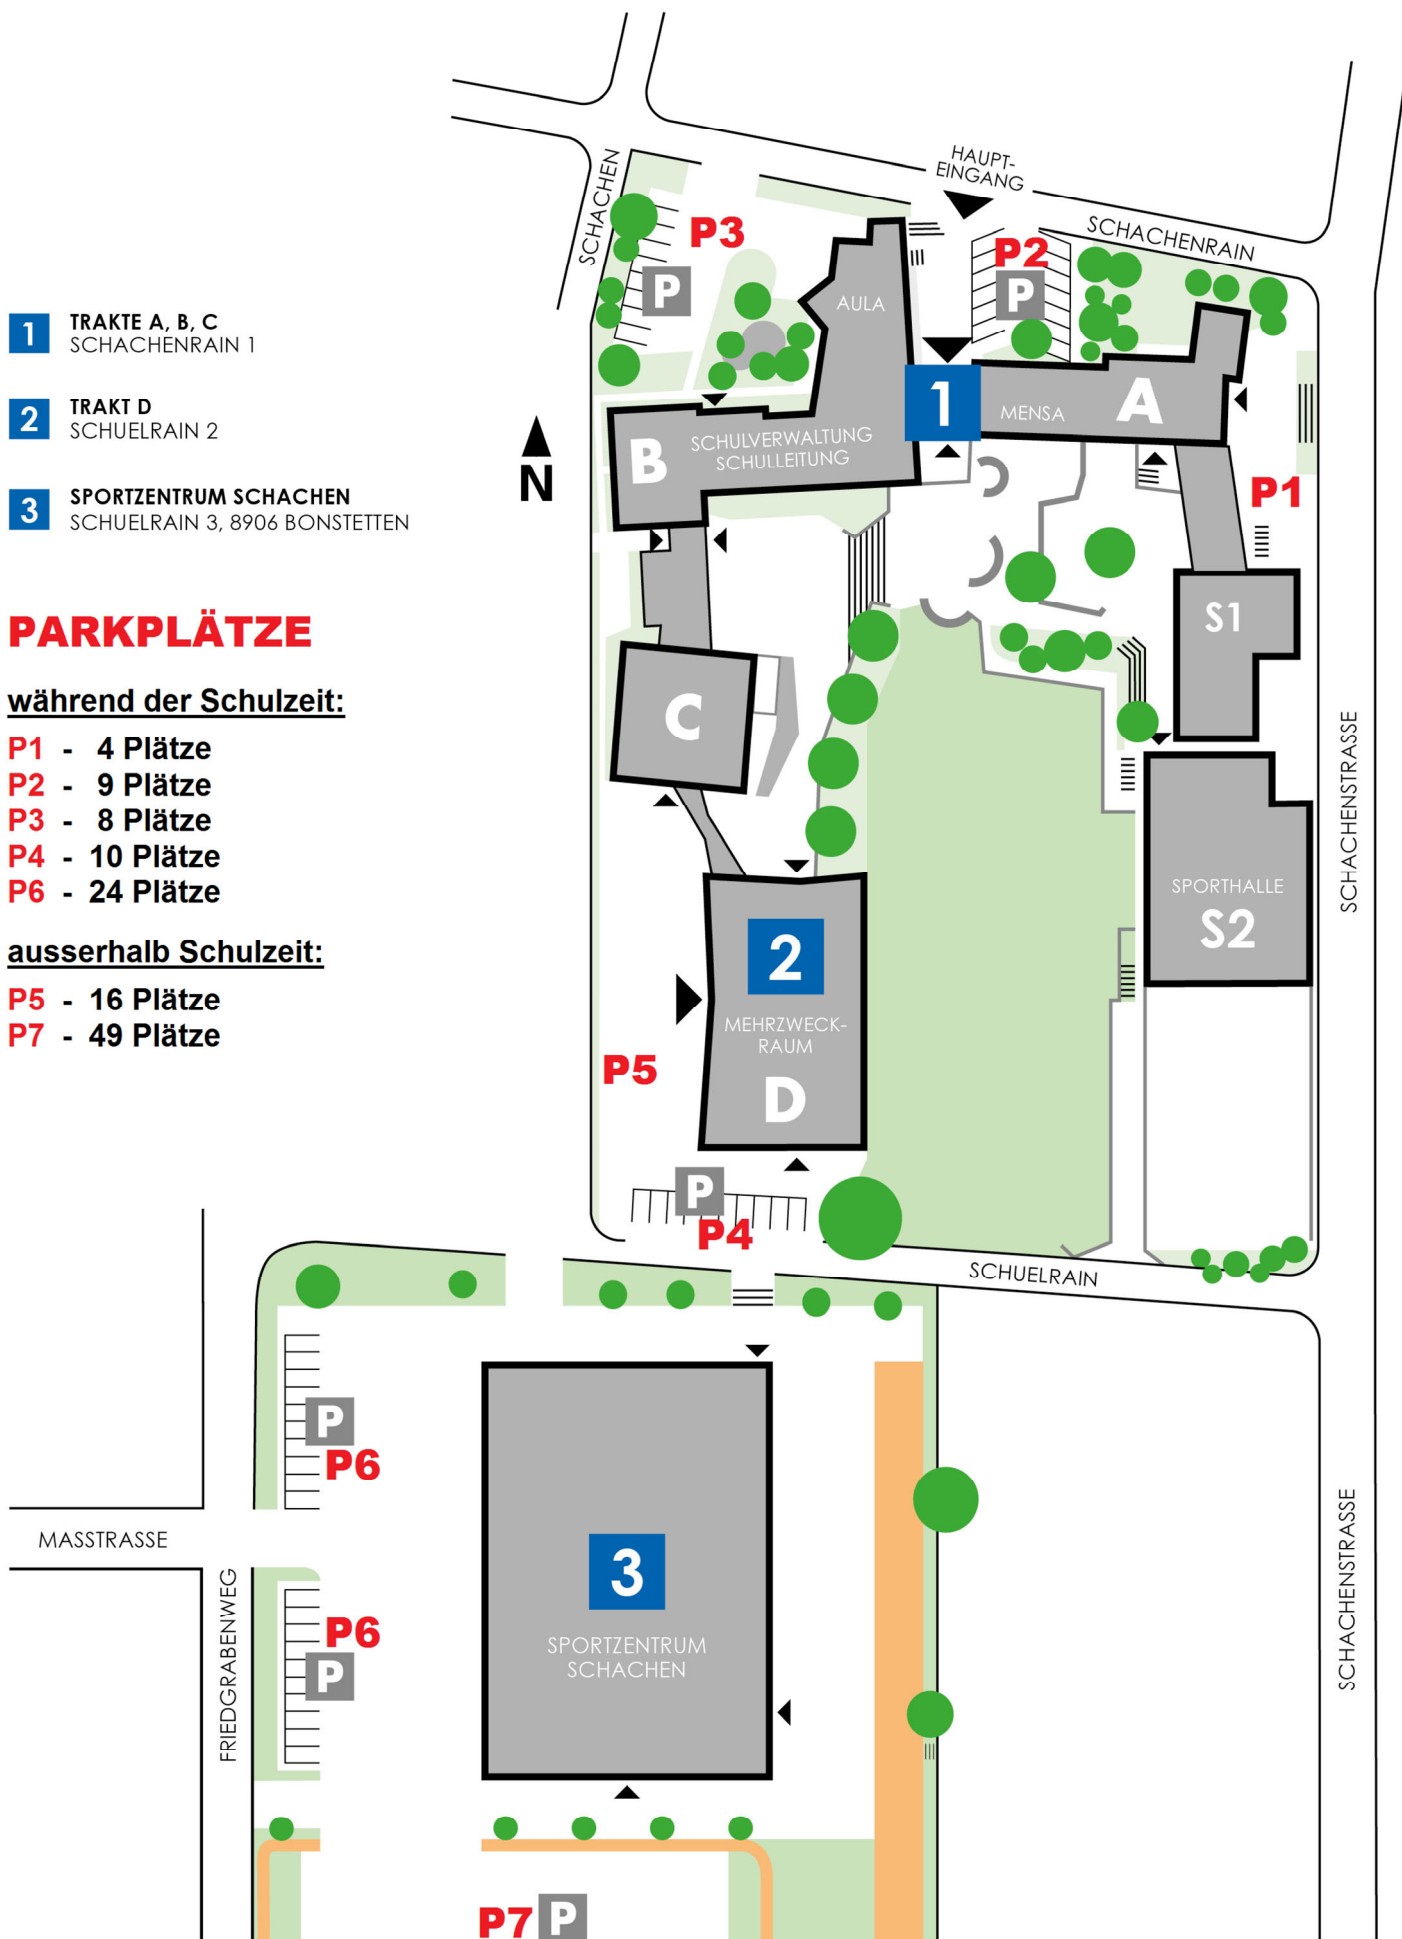 1 TRAKTE A, B, C
SCHACHENRAIN 1
2 TRAKT D
SCHUELRAIN 2
3 SPORTZENTRUM SCHACHEN
SCHUELRAIN 3, 8906 BONSTETTEN
PARKPLÄTZE
während der Schulzeit:
P1 - 4 Plätze
P2 - 9 Plätze
P3 - 8 Plätze
P4 - 10 Plätze
P6 - 24 Plätze
ausserhalb Schulzeit:
P5 - 16 Plätze
P7 - 49 Plätze
N
HAUPT-
EINGANG
SCHACHEN
SCHACHENRAIN
P3
P
P2
P
AULA
1
MENSA
A
B
SCHULVERWALTUNG
SCHULLEITUNG
P1
S1
C
SCHACHENSTRASSE
SPORTHALLE
S2
2
MEHRZWECK-
RAUM
D
P5
P
P4
SCHUELRAIN
P
P6
MASSTRASSE
FRIEDGRABENWEG
P6
P
3
SPORTZENTRUM
SCHACHEN
SCHACHENSTRASSE
P7 P